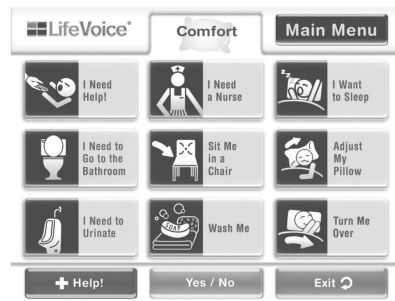 LifeVoice®
Comfort
Main Menu
I Need
Help!
I Need
a Nurse
I Want
to Sleep
I Need to
Go to the
Bathroom
Sit Me
in a
Chair
Adjust
My
Pillow
I Need to
Urinate
SOAP
Wash Me
Turn Me
Over
Help!
Yes / No
Exit